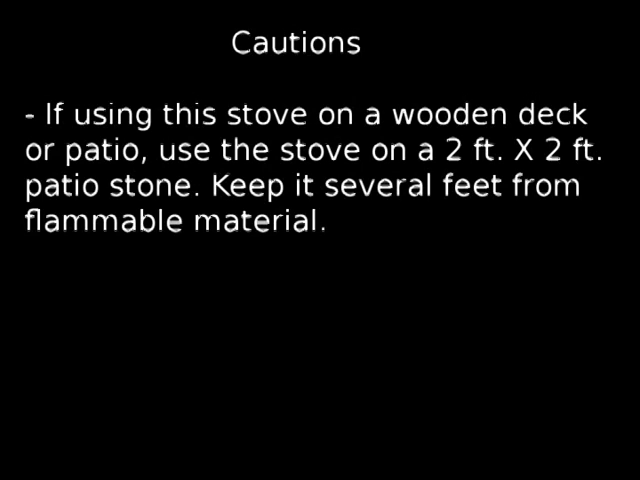 Cautions
- If using this stove on a wooden deck
or patio, use the stove on a 2 ft. X 2 ft.
patio stone. Keep it several feet from
flammable material.